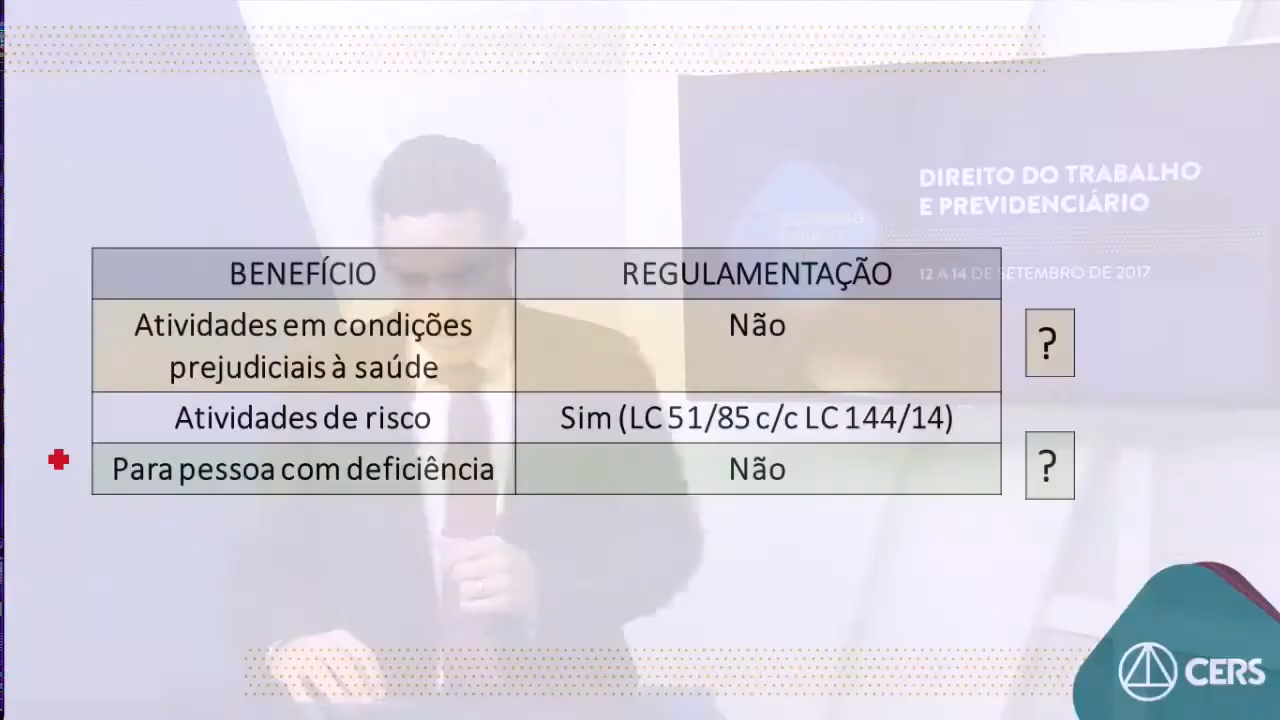 DIREITO DO TRABALHO
E PREVIDENCIÁRIO
12 A 14 DE SETEMBRO DE 2017
BENEFÍCIO REGULAMENTAÇÃO
Atividades em condições Não
prejudiciais à saúde
?
Atividades de risco Sim (LC 51/85 c/c LC 144/14)
Para pessoa com deficiência Não
?
CERS